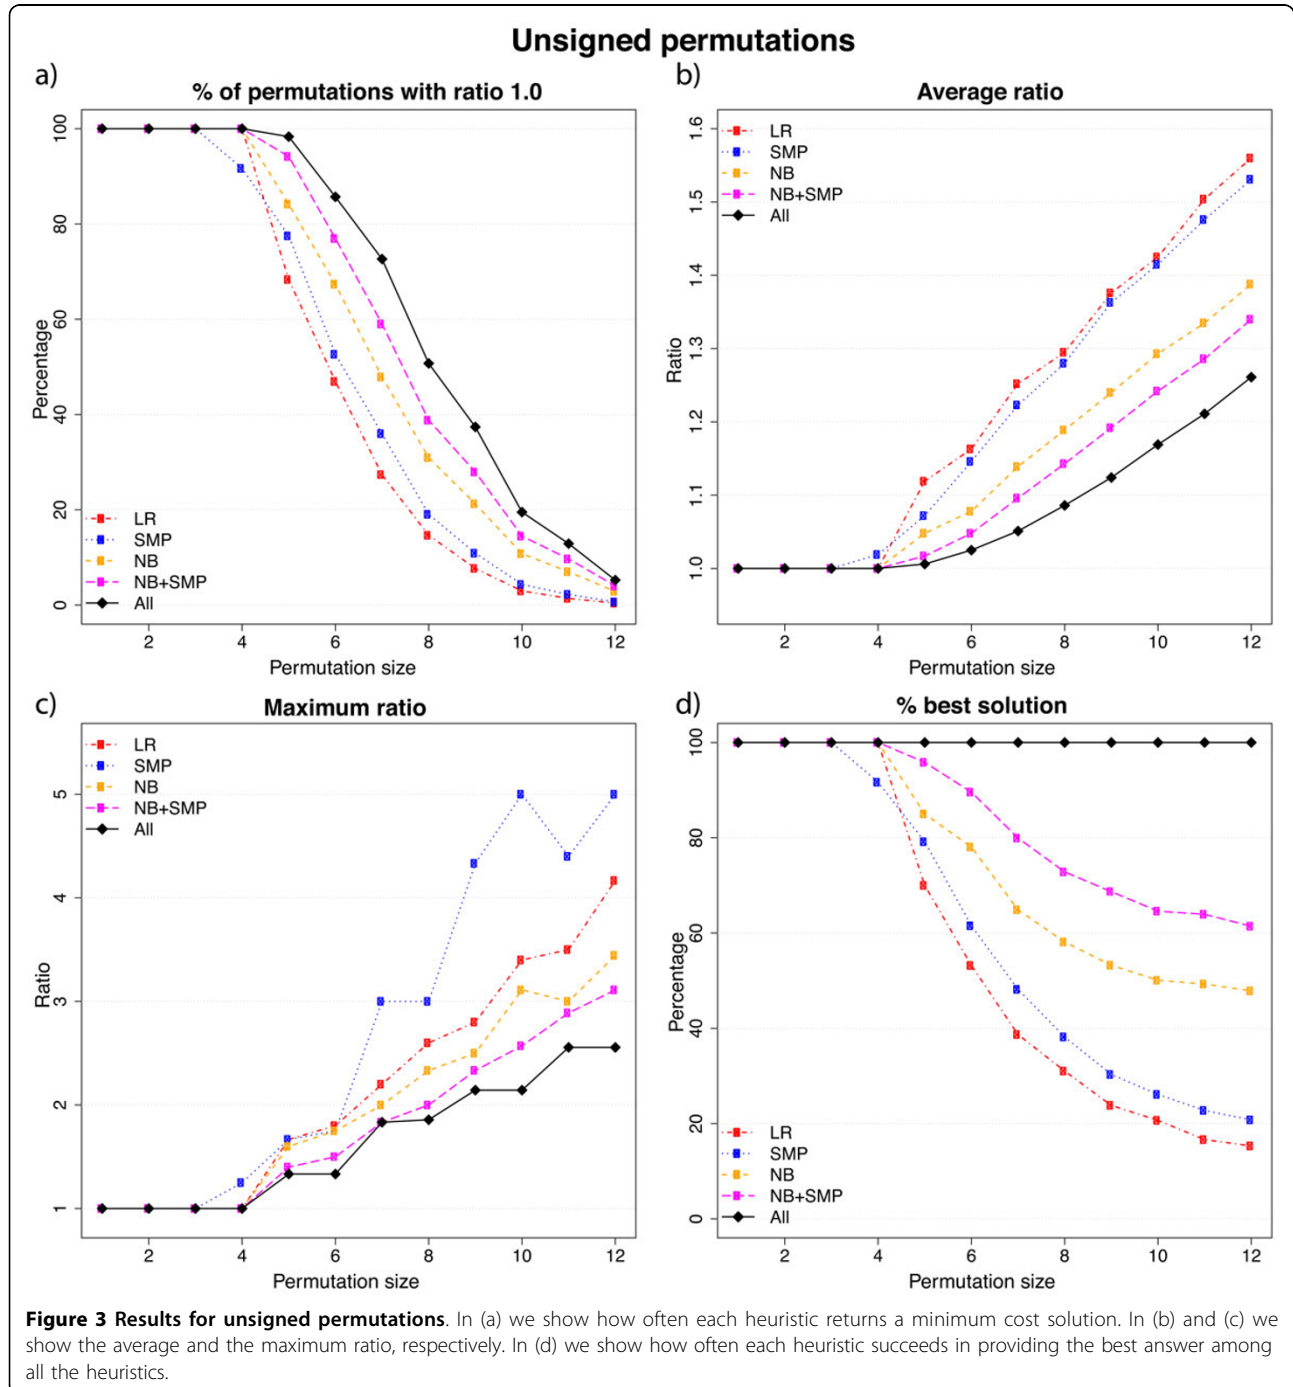 Unsigned permutations
a)
% of permutations with ratio 1.0
Percentage
100
80
60
40
20
0
LR
SMP
NB
NB+SMP
All
2 4 6 8 10 12
Permutation size
b)
Average ratio
Ratio
1.6
1.5
1.4
1.3
1.2
1.1
1.0
LR
SMP
NB
NB+SMP
All
2 4 6 8 10 12
Permutation size
c)
Maximum ratio
Ratio
5
4
3
2
1
LR
SMP
NB
NB+SMP
All
2 4 6 8 10 12
Permutation size
d)
% best solution
Percentage
100
80
60
40
20
0
LR
SMP
NB
NB+SMP
All
2 4 6 8 10 12
Permutation size
Figure 3 Results for unsigned permutations. In (a) we show how often each heuristic returns a minimum cost solution. In (b) and (c) we
show the average and the maximum ratio, respectively. In (d) we show how often each heuristic succeeds in providing the best answer among
all the heuristics.